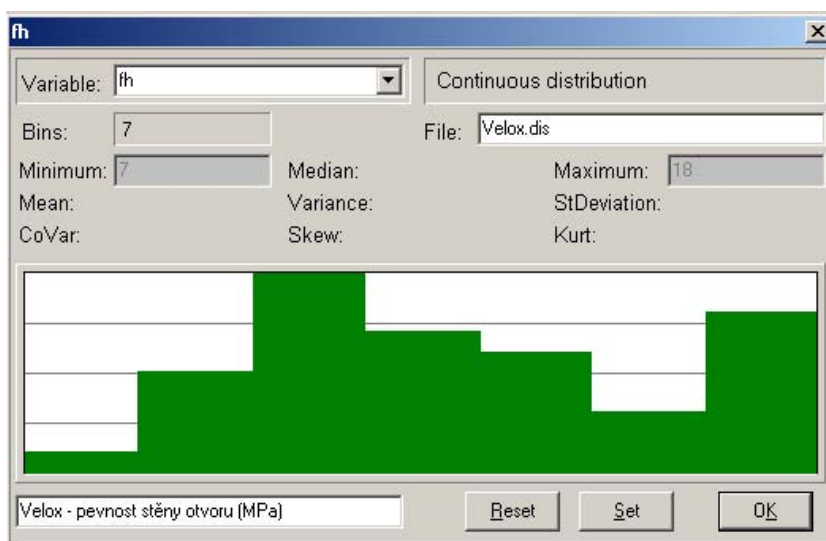 fh
Variable: fh Continuous distribution
Bins: 7 File: Velox.dis
Minimum: 7 Median: Maximum: 18
Mean: Variance: StDeviation:
CoVar: Skew: Kurt:
Velox - pevnost stěny otvoru (MPa) Reset Set OK